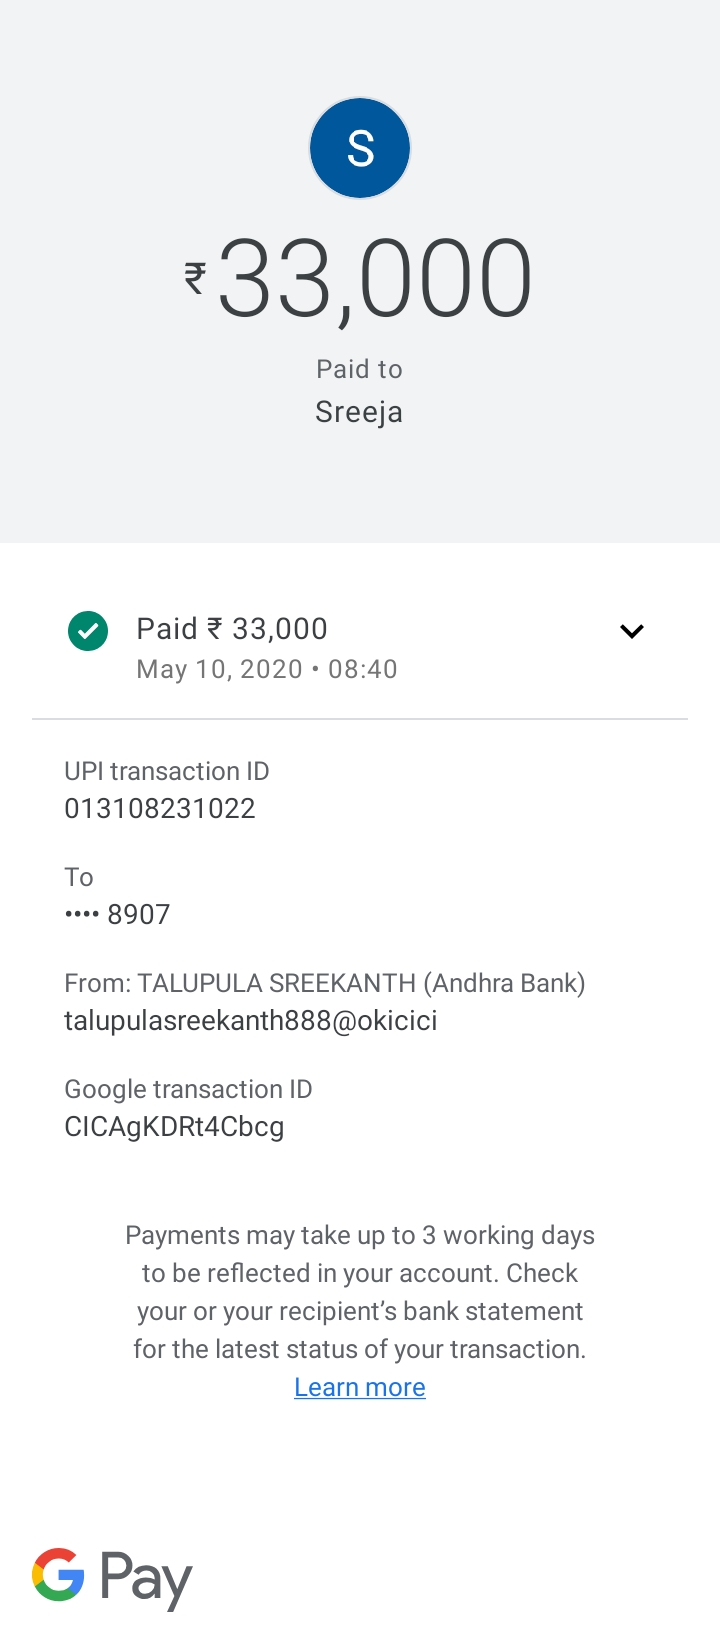 S
₹33,000
Paid to
Sreeja
Paid ₹ 33,000
May 10, 2020 • 08:40
UPI transaction ID
013108231022
To
•••• 8907
From: TALUPULA SREEKANTH (Andhra Bank)
talupulasreekanth888@okicici
Google transaction ID
CICAgKDRt4Cbcg
Payments may take up to 3 working days
to be reflected in your account. Check
your or your recipient’s bank statement
for the latest status of your transaction.
Learn more
G Pay